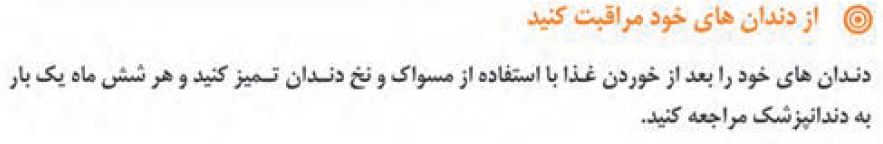 از دندان های خود مراقبت کنید
دندان های خود را بعد از خوردن غذا با استفاده از مسواک و نخ دندان تمیز کنید و هر شش ماه یک بار
به دندانپزشک مراجعه کنید.